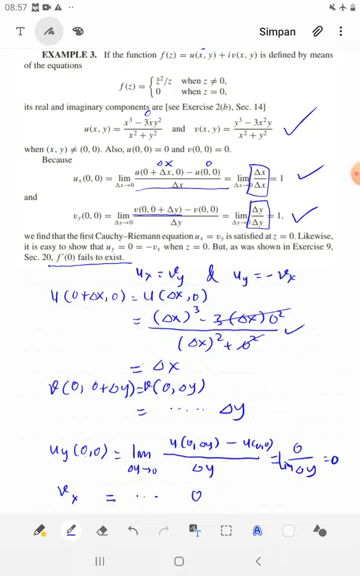 08:57
Simpan
T
EXAMPLE 3. If the function f(z) = u(x, y) + iv(x, y) is defined by means
of the equations
f(z) = { z̄²/z when z ≠ 0,
0 when z = 0,
its real and imaginary components are [see Exercise 2(b), Sec. 14]
u(x, y) = (x³ − 3xy²)/(x² + y²) and v(x, y) = (y³ − 3x²y)/(x² + y²) ✓
when (x, y) ≠ (0, 0). Also, u(0, 0) = 0 and v(0, 0) = 0.
Because
Δx 0
u_x(0, 0) = lim_{Δx→0} (u(0 + Δx, 0) − u(0, 0))/Δx = lim_{Δx→0} Δx/Δx = 1 ✓
and
v_y(0, 0) = lim_{Δy→0} (v(0, 0 + Δy) − v(0, 0))/Δy = lim_{Δy→0} Δy/Δy = 1, ✓
we find that the first Cauchy–Riemann equation u_x = v_y is satisfied at z = 0. Likewise,
it is easy to show that u_y = 0 = −v_x when z = 0. But, as was shown in Exercise 9,
Sec. 20, f′(0) fails to exist.
u_x = v_y & u_y = −v_x
u(0+Δx, 0) = u(Δx, 0)
= ((Δx)³ − 3(Δx)0²)/((Δx)² + 0²) ✓
= Δx
v(0, 0+Δy) = v(0, Δy)
= ..... Δy
u_y(0,0) = lim_{Δy→0} (u(0,Δy) − u(0,0))/Δy = lim 0/Δy = 0
v_x = ... 0